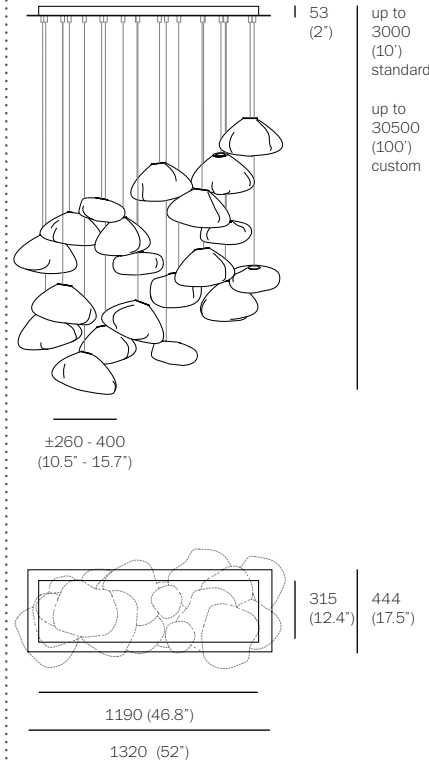 53
(2”)
up to
3000
(10’)
standard
up to
30500
(100’)
custom
±260 - 400
(10.5” - 15.7”)
315
(12.4”)
444
(17.5”)
1190 (46.8”)
1320 (52”)